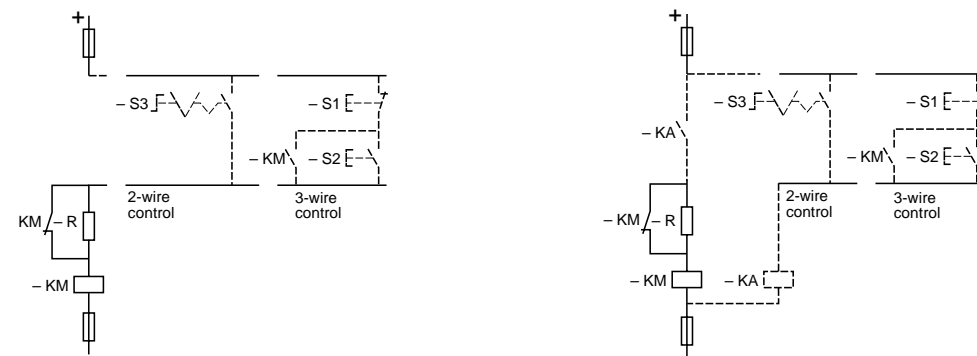 +
– S3
– S1
– KM
– S2
2-wire
control
3-wire
control
KM
– R
– KM
+
– S3
– S1
– KA
– KM
– S2
2-wire
control
3-wire
control
– KM
– R
– KM
– KA